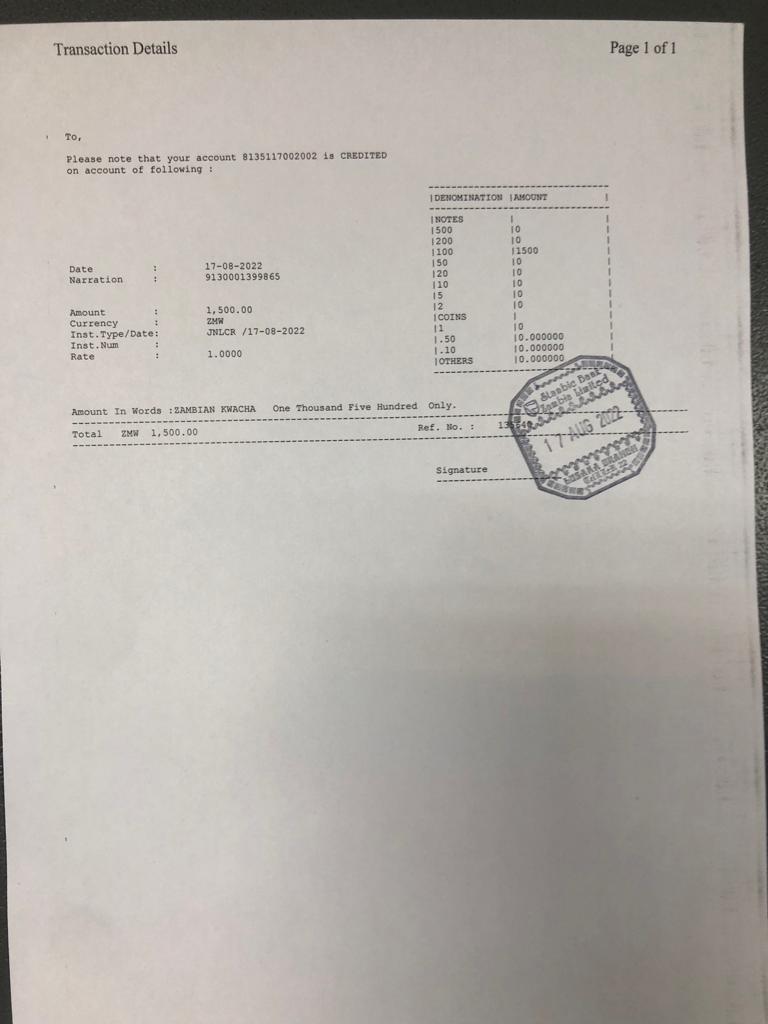 Transaction Details
Page 1 of 1
To,
Please note that your account 8135117002002 is CREDITED
on account of following :
|DENOMINATION |AMOUNT |
|NOTES | |
|500 |0 |
|200 |0 |
|100 |1500 |
|50 |0 |
|20 |0 |
|10 |0 |
|5 |0 |
|2 |0 |
|COINS | |
|1 |0 |
|.50 |0.000000 |
|.10 |0.000000 |
|OTHERS |0.000000 |
Date : 17-08-2022
Narration : 9130001399865
Amount : 1,500.00
Currency : ZMW
Inst.Type/Date: JNLCR /17-08-2022
Inst.Num :
Rate : 1.0000
Amount In Words :ZAMBIAN KWACHA One Thousand Five Hundred Only.
Total ZMW 1,500.00
Ref. No. :
Signature
Stanbic Bank
Zambia Limited
17 AUG 2022
LUSAKA BRANCH